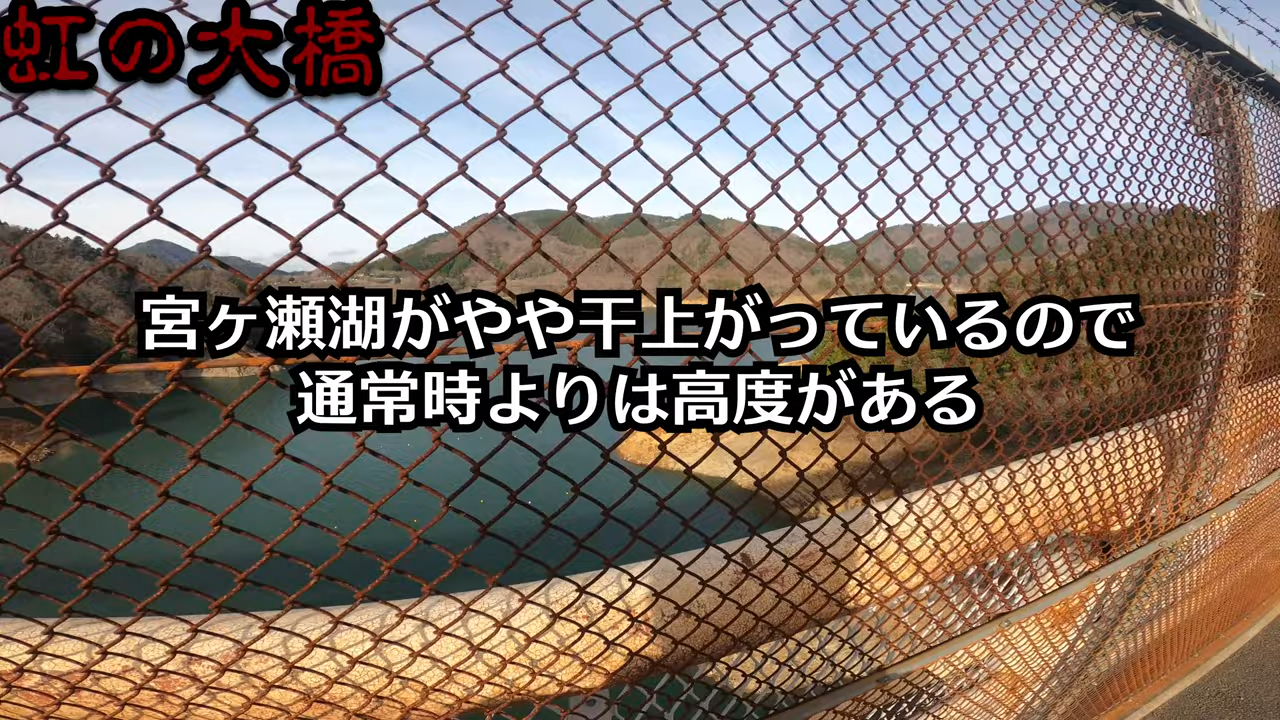 虹の大橋
宮ヶ瀬湖がやや干上がっているので
通常時よりは高度がある